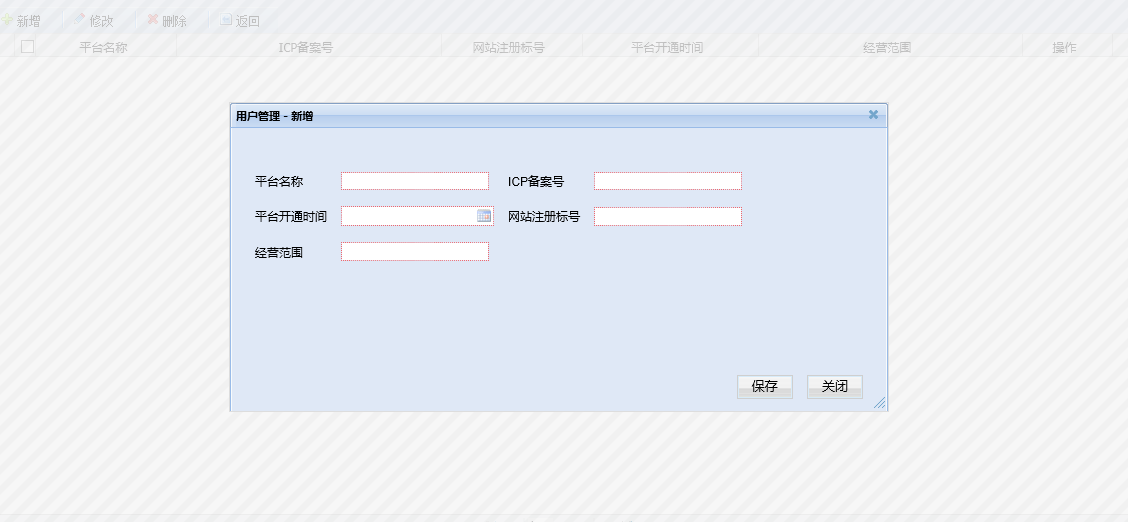 新增 修改 删除 返回
平台名称 ICP备案号 网站注册标号 平台开通时间 经营范围 操作
用户管理 - 新增
平台名称 ICP备案号
平台开通时间 网站注册标号
经营范围
保存 关闭